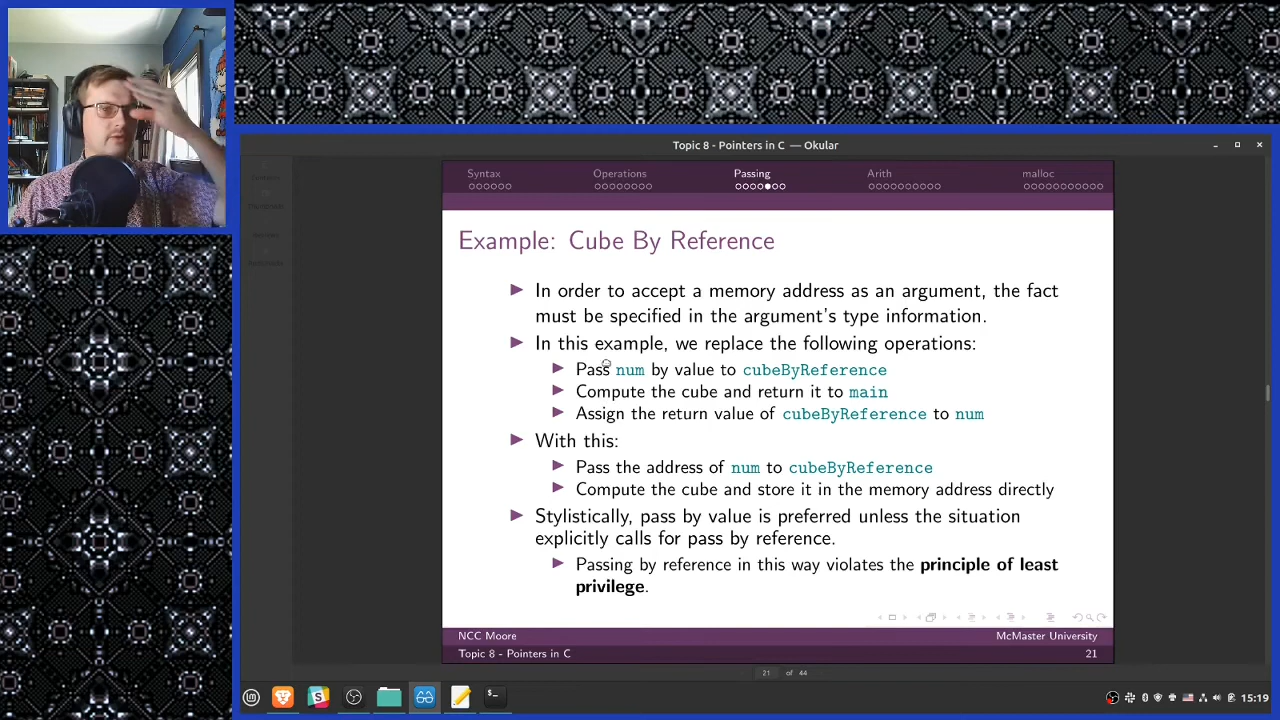 Topic 8 - Pointers in C — Okular
Syntax Operations Passing Arith malloc
Example: Cube By Reference
In order to accept a memory address as an argument, the fact
must be specified in the argument's type information.
In this example, we replace the following operations:
Pass num by value to cubeByReference
Compute the cube and return it to main
Assign the return value of cubeByReference to num
With this:
Pass the address of num to cubeByReference
Compute the cube and store it in the memory address directly
Stylistically, pass by value is preferred unless the situation
explicitly calls for pass by reference.
Passing by reference in this way violates the principle of least
privilege.
NCC Moore McMaster University
Topic 8 - Pointers in C 21
21 of 44
15:19